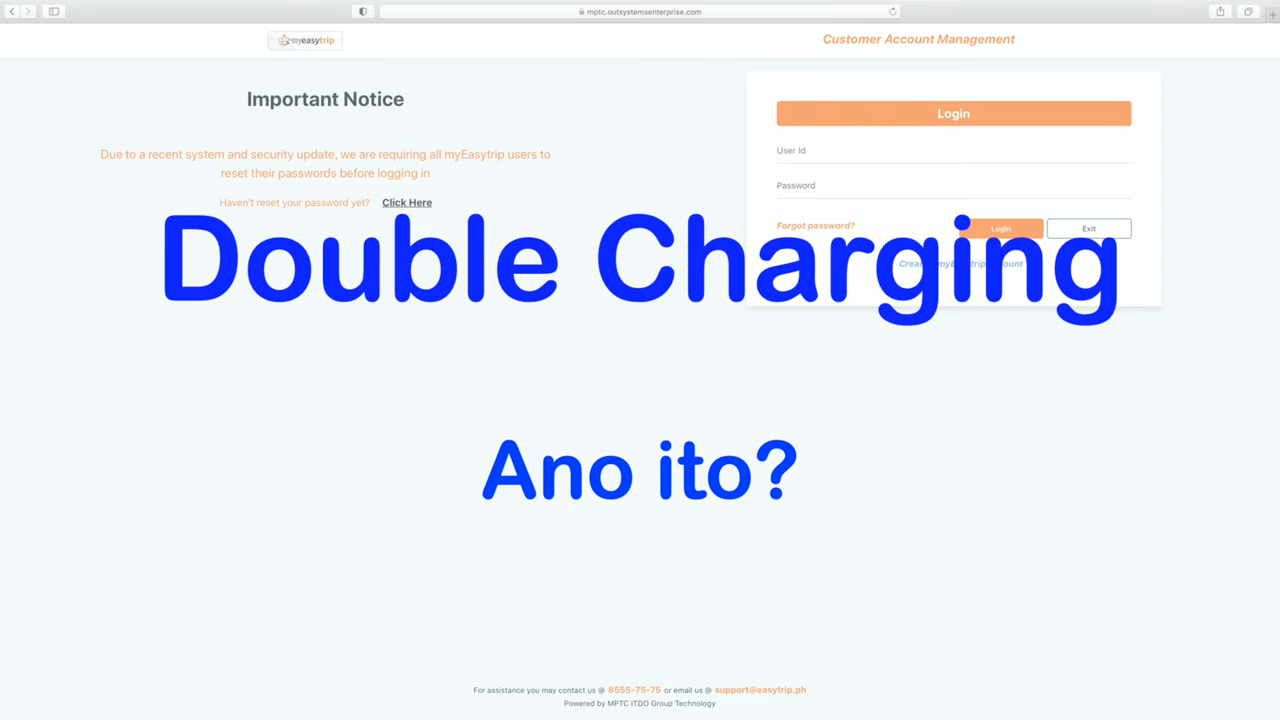 mptc.outsystemsenterprise.com
myeasytrip
Customer Account Management
Important Notice
Login
Due to a recent system and security update, we are requiring all myEasytrip users to
reset their passwords before logging in
User Id
Password
Haven't reset your password yet? Click Here
Forgot password?
Login
Exit
Double Charging
Ano ito?
For assistance you may contact us @ 8555-75-75 or email us @ support@easytrip.ph
Powered by MPTC ITDO Group Technology